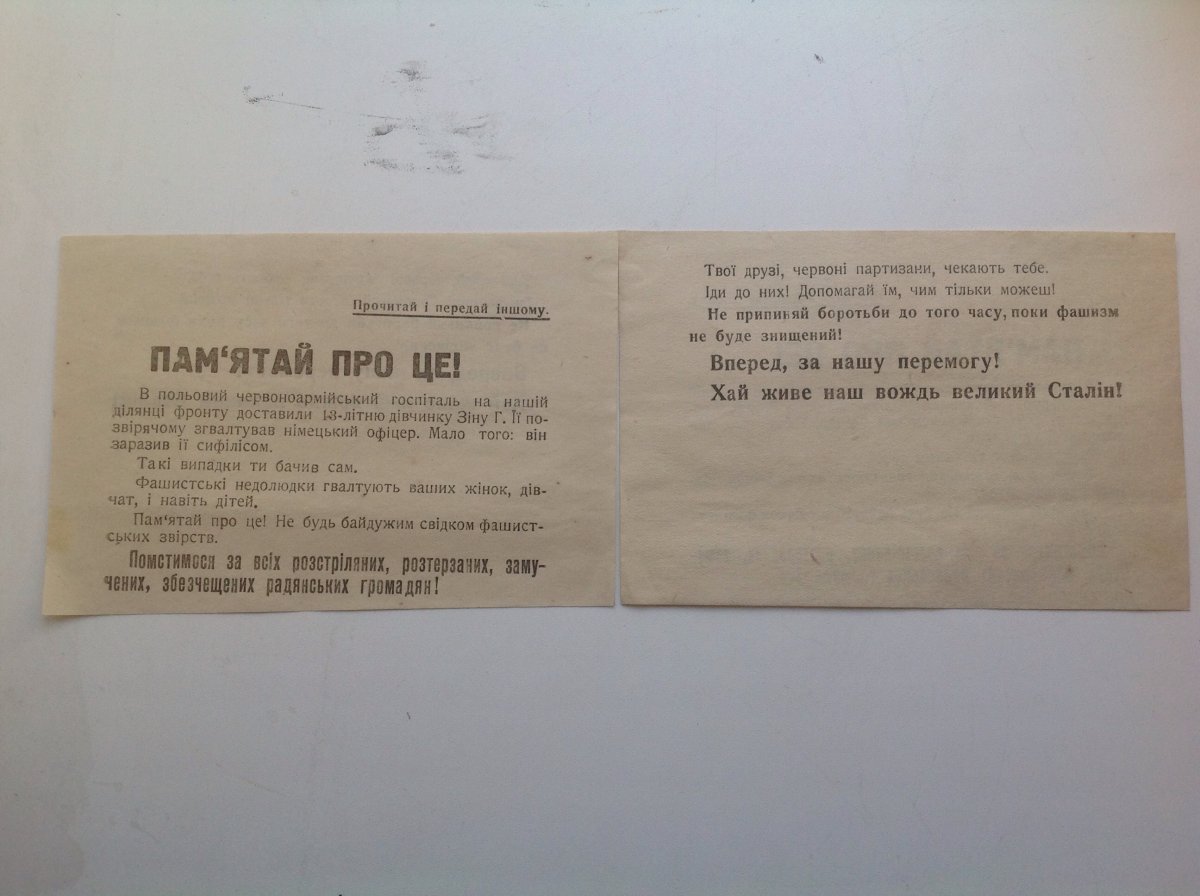 Прочитай і передай іншому.
ПАМ‘ЯТАЙ ПРО ЦЕ!
В польовий червоноармійський госпіталь на нашій
ділянці фронту доставили 13-літню дівчинку Зіну Г. Її по-
звірячому зґвалтував німецький офіцер. Мало того: він
заразив її сифілісом.
Такі випадки ти бачив сам.
Фашистські недолюдки гвалтують ваших жінок, дів-
чат, і навіть дітей.
Пам‘ятай про це! Не будь байдужим свідком фашист-
ських звірств.
Помстимося за всіх розстріляних, розтерзаних, заму-
чених, збезчещених радянських громадян!
Твої друзі, червоні партизани, чекають тебе.
Іди до них! Допомагай їм, чим тільки можеш!
Не припиняй боротьби до того часу, поки фашизм
не буде знищений!
Вперед, за нашу перемогу!
Хай живе наш вождь великий Сталін!